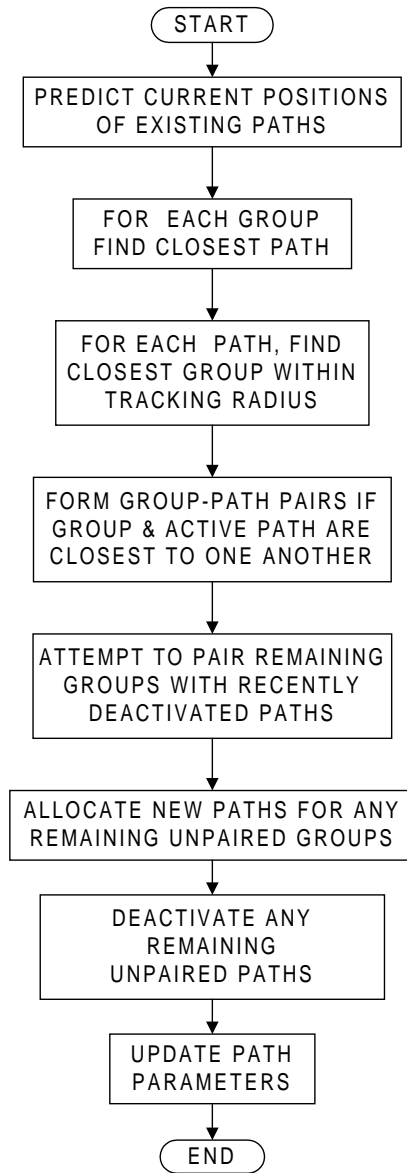 START
PREDICT CURRENT POSITIONS
OF EXISTING PATHS
FOR EACH GROUP
FIND CLOSEST PATH
FOR EACH PATH, FIND
CLOSEST GROUP WITHIN
TRACKING RADIUS
FORM GROUP-PATH PAIRS IF
GROUP & ACTIVE PATH ARE
CLOSEST TO ONE ANOTHER
ATTEMPT TO PAIR REMAINING
GROUPS WITH RECENTLY
DEACTIVATED PATHS
ALLOCATE NEW PATHS FOR ANY
REMAINING UNPAIRED GROUPS
DEACTIVATE ANY
REMAINING
UNPAIRED PATHS
UPDATE PATH
PARAMETERS
END